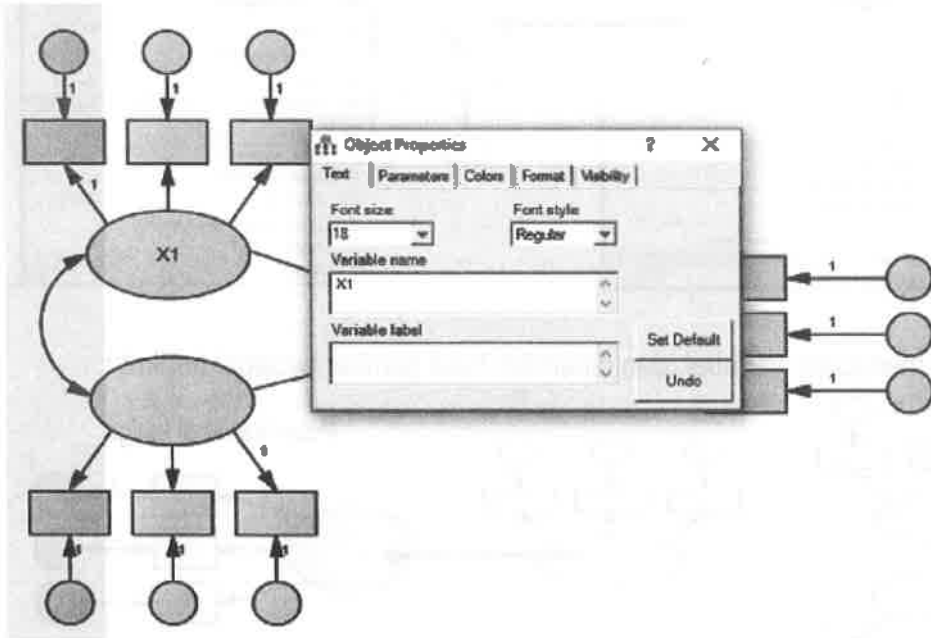 1 1 1
Object Properties ? X
Text Parameters Colors Format Visibility
1
Font size Font style
18 Regular
X1
Variable name
X1
1
Variable label
1
Set Default
Undo
1
1
1 1 1